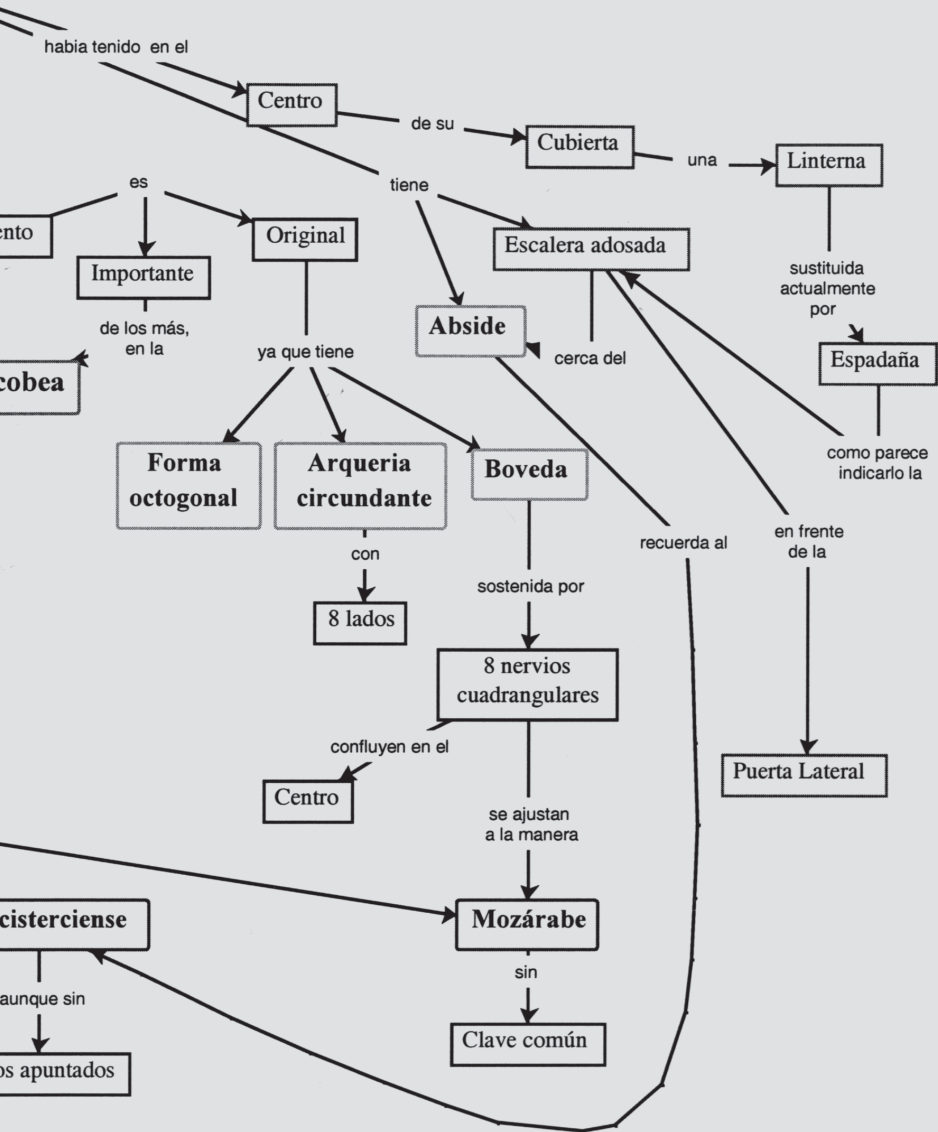 habia tenido en el
Centro
de su
Cubierta
una
Linterna
es
tiene
ento
Importante
Original
Escalera adosada
sustituida
actualmente
por
de los más,
en la
ya que tiene
Abside
cerca del
Espadaña
cobea
Forma
octogonal
Arqueria
circundante
Boveda
como parece
indicarlo la
con
recuerda al
en frente
de la
8 lados
sostenida por
8 nervios
cuadrangulares
confluyen en el
Centro
Puerta Lateral
se ajustan
a la manera
cisterciense
Mozárabe
aunque sin
sin
os apuntados
Clave común